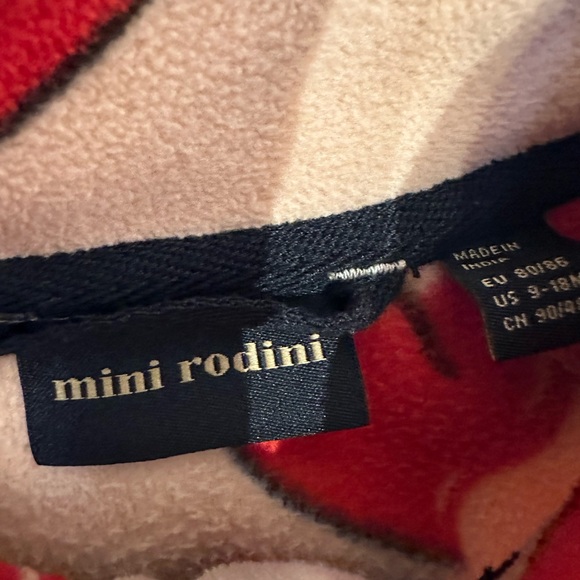 mini rodini
MADE IN
INDIA
EU 80/86
US 9-18M
CN 90/4